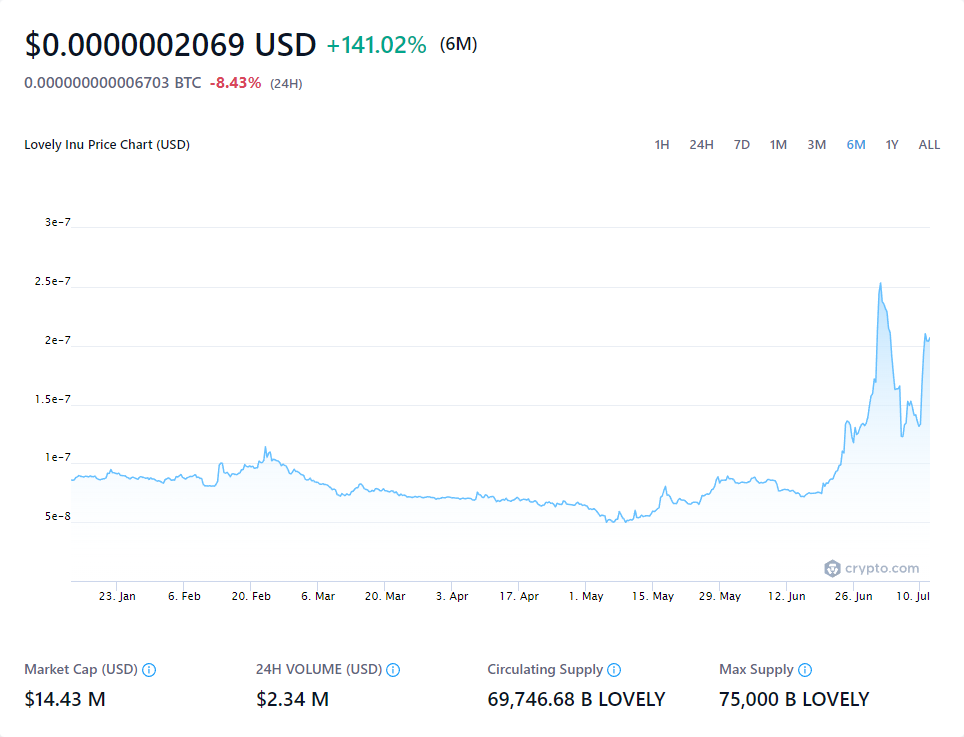 $0.0000002069 USD +141.02% (6M)
0.000000000006703 BTC -8.43% (24H)
Lovely Inu Price Chart (USD) 1H 24H 7D 1M 3M 6M 1Y ALL
3e-7
2.5e-7
2e-7
1.5e-7
1e-7
5e-8
crypto.com
23. Jan 6. Feb 20. Feb 6. Mar 20. Mar 3. Apr 17. Apr 1. May 15. May 29. May 12. Jun 26. Jun 10. Jul
Market Cap (USD) 24H VOLUME (USD) Circulating Supply Max Supply
$14.43 M $2.34 M 69,746.68 B LOVELY 75,000 B LOVELY